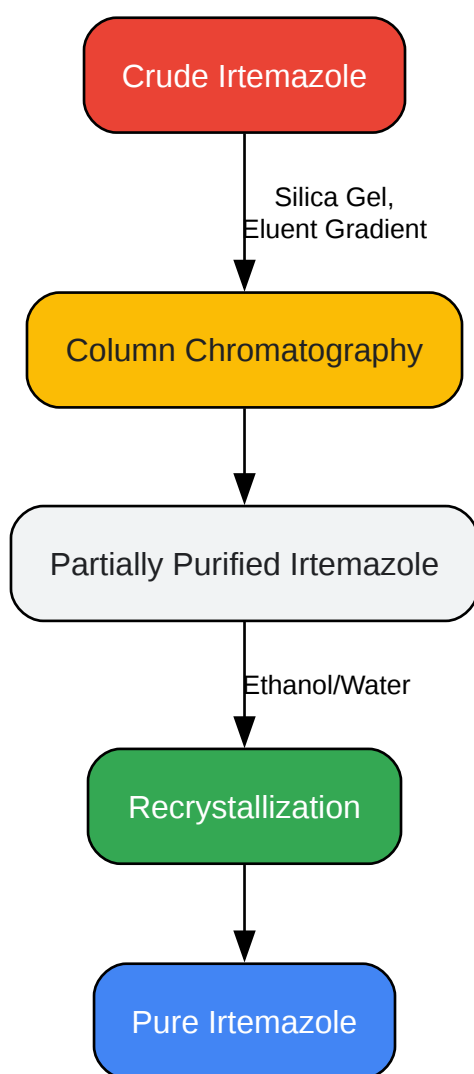 Crude Irtemazole
Silica Gel,
Eluent Gradient
Column Chromatography
Partially Purified Irtemazole
Ethanol/Water
Recrystallization
Pure Irtemazole